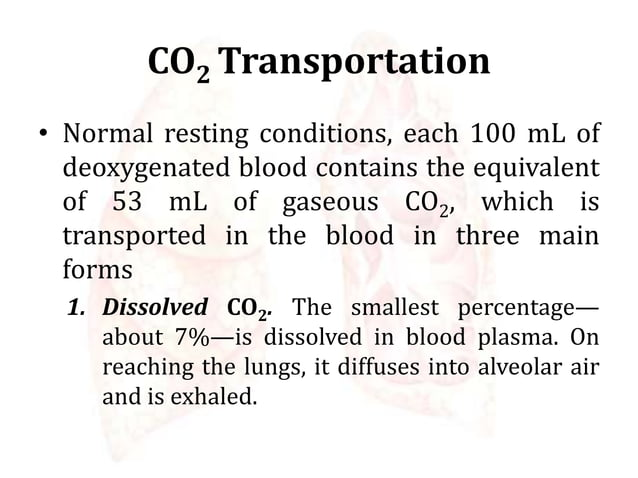 CO₂ Transportation
• Normal resting conditions, each 100 mL of
deoxygenated blood contains the equivalent
of 53 mL of gaseous CO₂, which is
transported in the blood in three main
forms
1. Dissolved CO₂. The smallest percentage—
about 7%—is dissolved in blood plasma. On
reaching the lungs, it diffuses into alveolar air
and is exhaled.